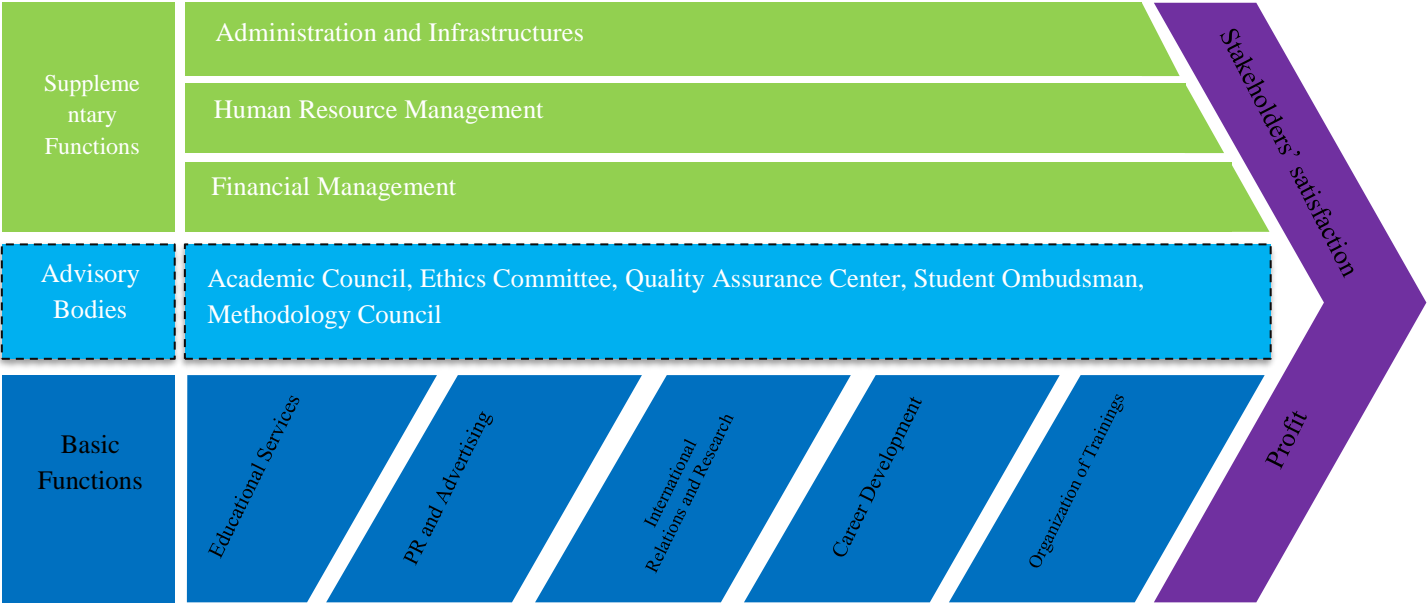 Suppleme
ntary
Functions
Administration and Infrastructures
Human Resource Management
Financial Management
Advisory
Bodies
Academic Council, Ethics Committee, Quality Assurance Center, Student Ombudsman,
Methodology Council
Basic
Functions
Educational Services
PR and Advertising
International
Relations and Research
Career Development
Organization of Trainings
Stakeholders’ satisfaction
Profit